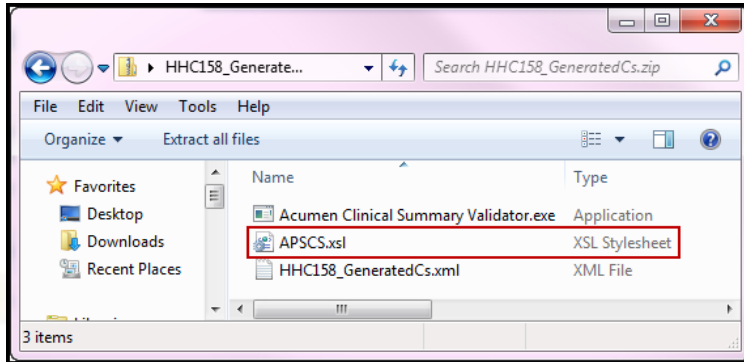 HHC158_Generate...
Search HHC158_GeneratedCs.zip
File Edit View Tools Help
Organize Extract all files
Favorites
Desktop
Downloads
Recent Places
Name Type
Acumen Clinical Summary Validator.exe Application
APSCS.xsl XSL Stylesheet
HHC158_GeneratedCs.xml XML File
3 items